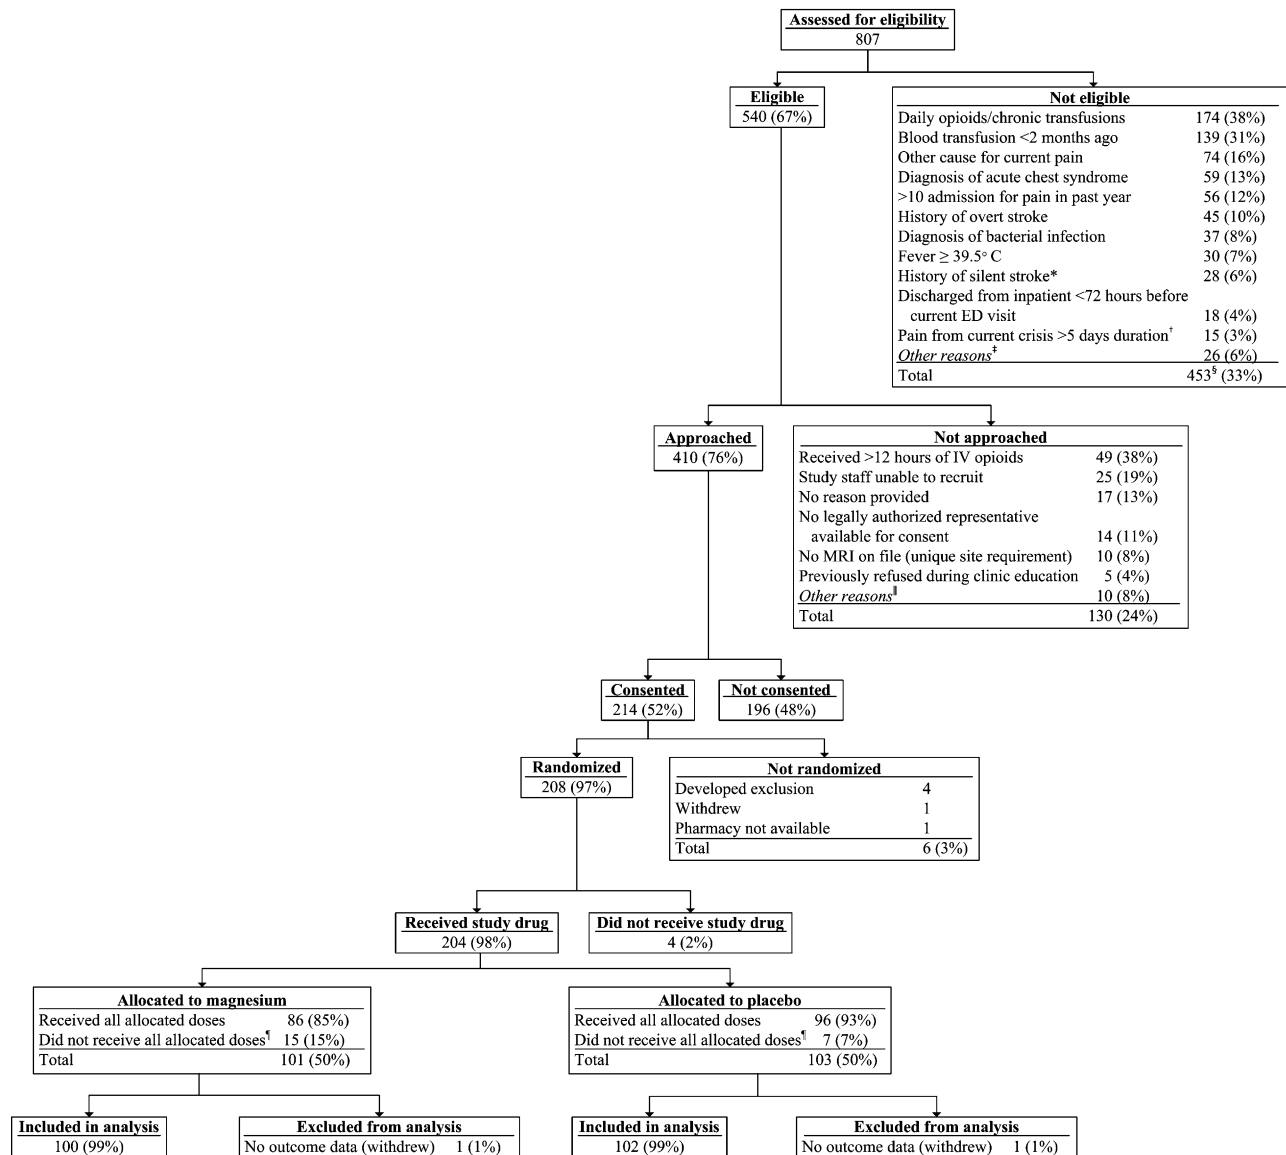 Assessed for eligibility
807
Eligible
540 (67%)
Not eligible
Daily opioids/chronic transfusions 174 (38%)
Blood transfusion <2 months ago 139 (31%)
Other cause for current pain 74 (16%)
Diagnosis of acute chest syndrome 59 (13%)
>10 admission for pain in past year 56 (12%)
History of overt stroke 45 (10%)
Diagnosis of bacterial infection 37 (8%)
Fever ≥ 39.5° C 30 (7%)
History of silent stroke* 28 (6%)
Discharged from inpatient <72 hours before
current ED visit 18 (4%)
Pain from current crisis >5 days duration† 15 (3%)
Other reasons‡ 26 (6%)
Total 453§ (33%)
Approached
410 (76%)
Not approached
Received >12 hours of IV opioids 49 (38%)
Study staff unable to recruit 25 (19%)
No reason provided 17 (13%)
No legally authorized representative
available for consent 14 (11%)
No MRI on file (unique site requirement) 10 (8%)
Previously refused during clinic education 5 (4%)
Other reasons‖ 10 (8%)
Total 130 (24%)
Consented
214 (52%)
Not consented
196 (48%)
Randomized
208 (97%)
Not randomized
Developed exclusion 4
Withdrew 1
Pharmacy not available 1
Total 6 (3%)
Received study drug
204 (98%)
Did not receive study drug
4 (2%)
Allocated to magnesium
Received all allocated doses 86 (85%)
Did not receive all allocated doses¶ 15 (15%)
Total 101 (50%)
Allocated to placebo
Received all allocated doses 96 (93%)
Did not receive all allocated doses¶ 7 (7%)
Total 103 (50%)
Included in analysis
100 (99%)
Excluded from analysis
No outcome data (withdrew) 1 (1%)
Included in analysis
102 (99%)
Excluded from analysis
No outcome data (withdrew) 1 (1%)